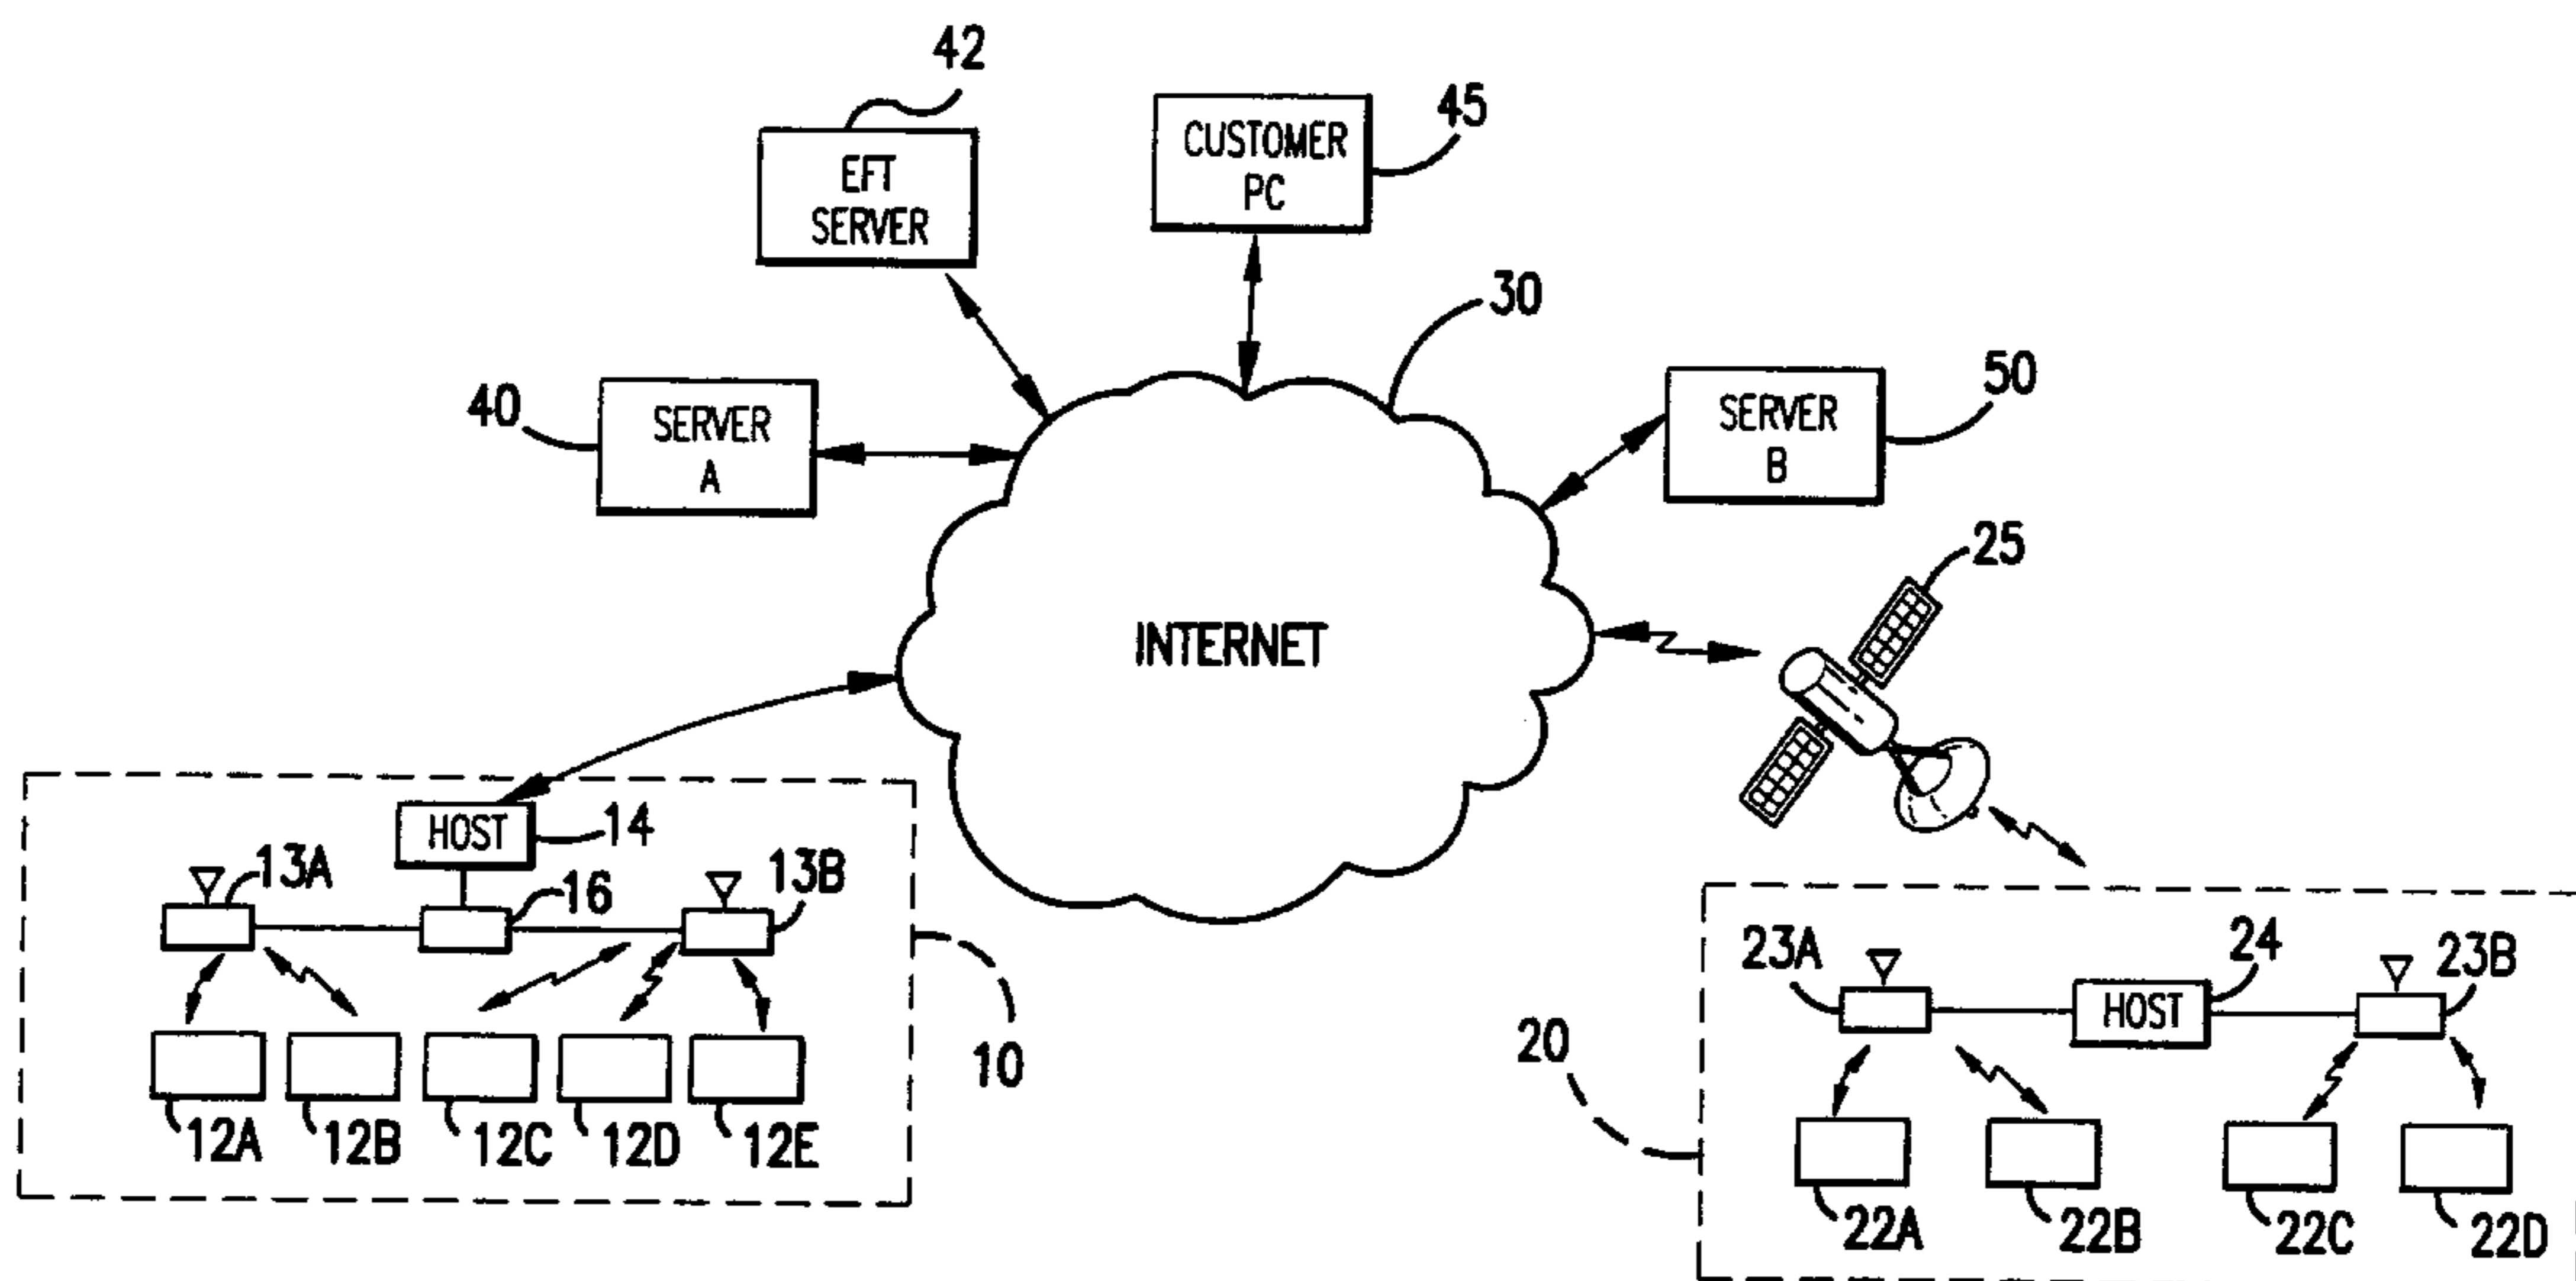 42
EFT
SERVER
CUSTOMER
PC
45
30
40
SERVER
A
SERVER
B
50
25
INTERNET
HOST
14
13A
16
13B
12A
12B
12C
12D
12E
10
23A
HOST
24
23B
20
22A
22B
22C
22D